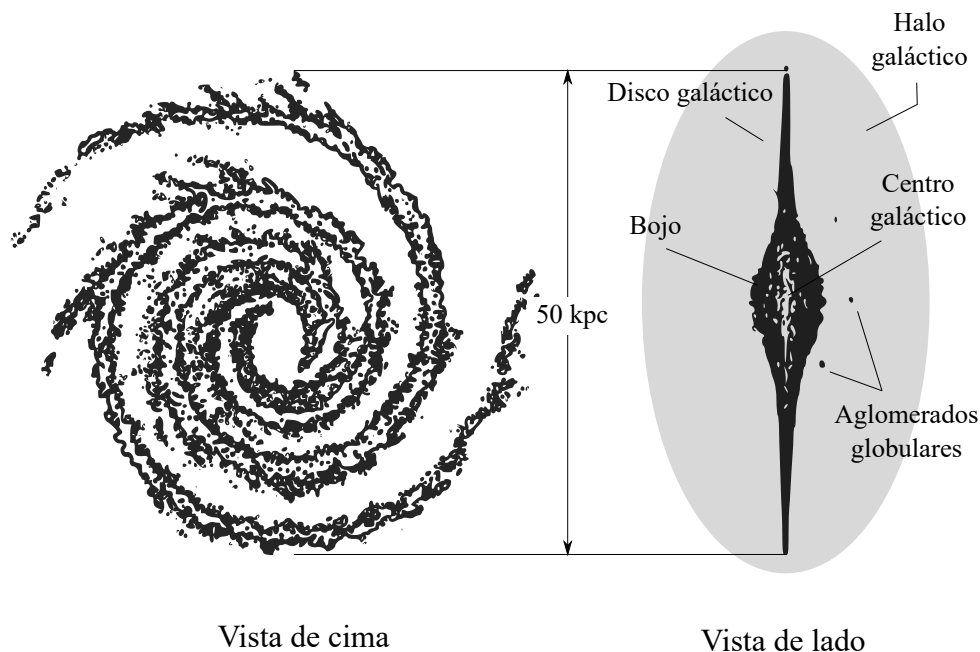 Halo
galáctico
Disco galáctico
Centro
galáctico
Bojo
50 kpc
Aglomerados
globulares
Vista de cima
Vista de lado